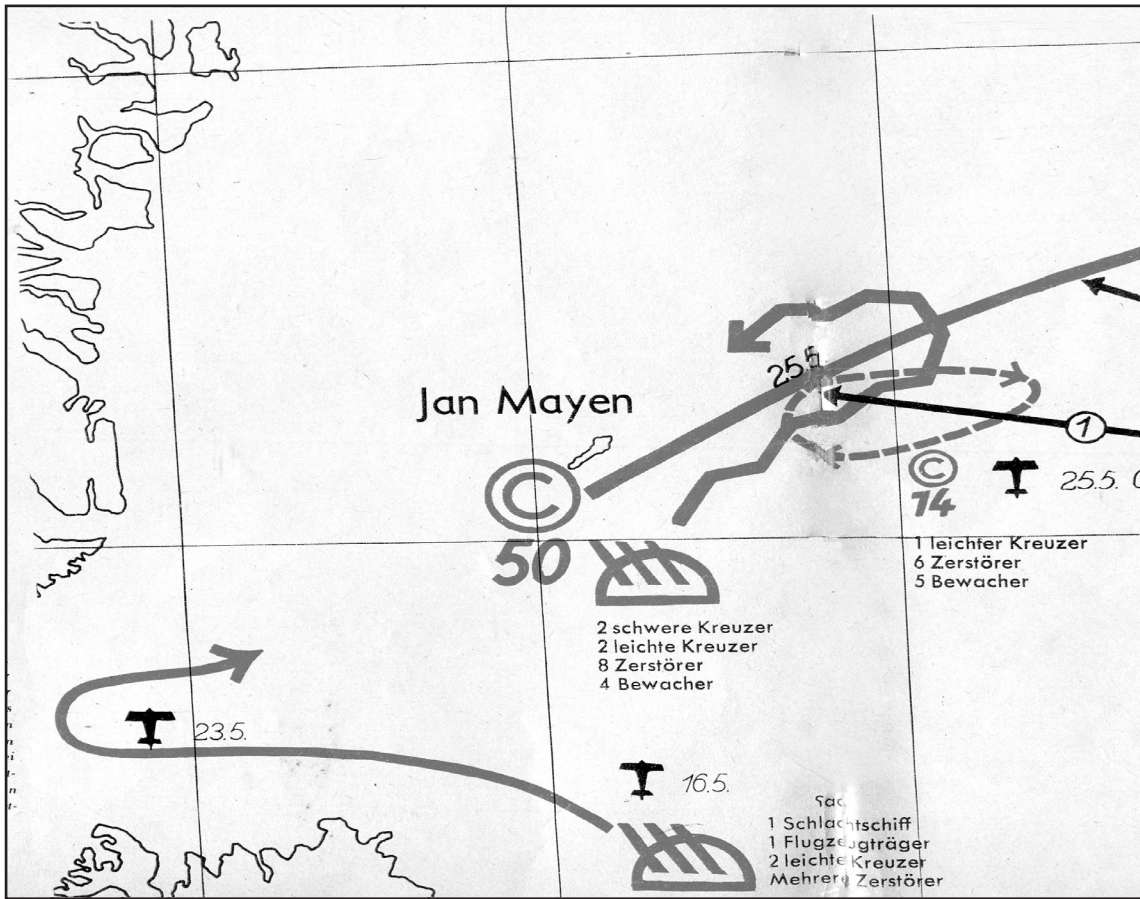 25.5.
Jan Mayen
1
© 
14
25.5.
© 
50
1 leichter Kreuzer
6 Zerstörer
5 Bewacher
2 schwere Kreuzer
2 leichte Kreuzer
8 Zerstörer
4 Bewacher
23.5.
16.5.
1 Schlachtschiff
1 Flugzeugträger
2 leichte Kreuzer
Mehrere Zerstörer